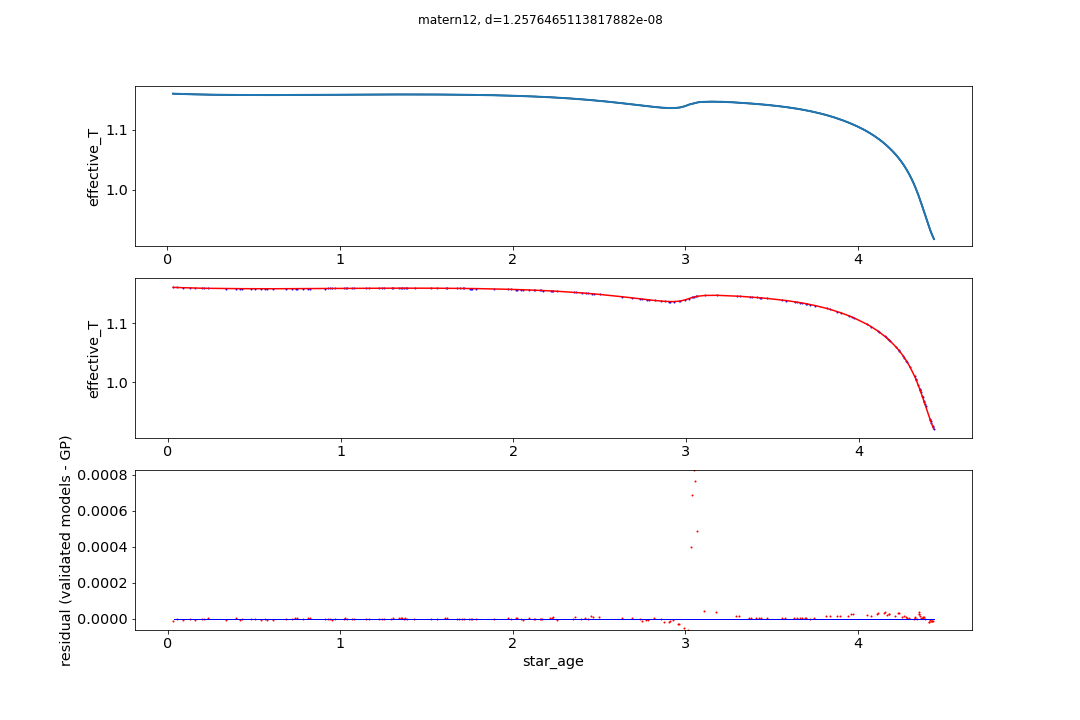 matern12, d=1.2576465113817882e-08
effective_T
1.1
1.0
0 1 2 3 4
effective_T
1.1
1.0
0 1 2 3 4
residual (validated models - GP)
0.0008
0.0006
0.0004
0.0002
0.0000
0 1 2 3 4
star_age